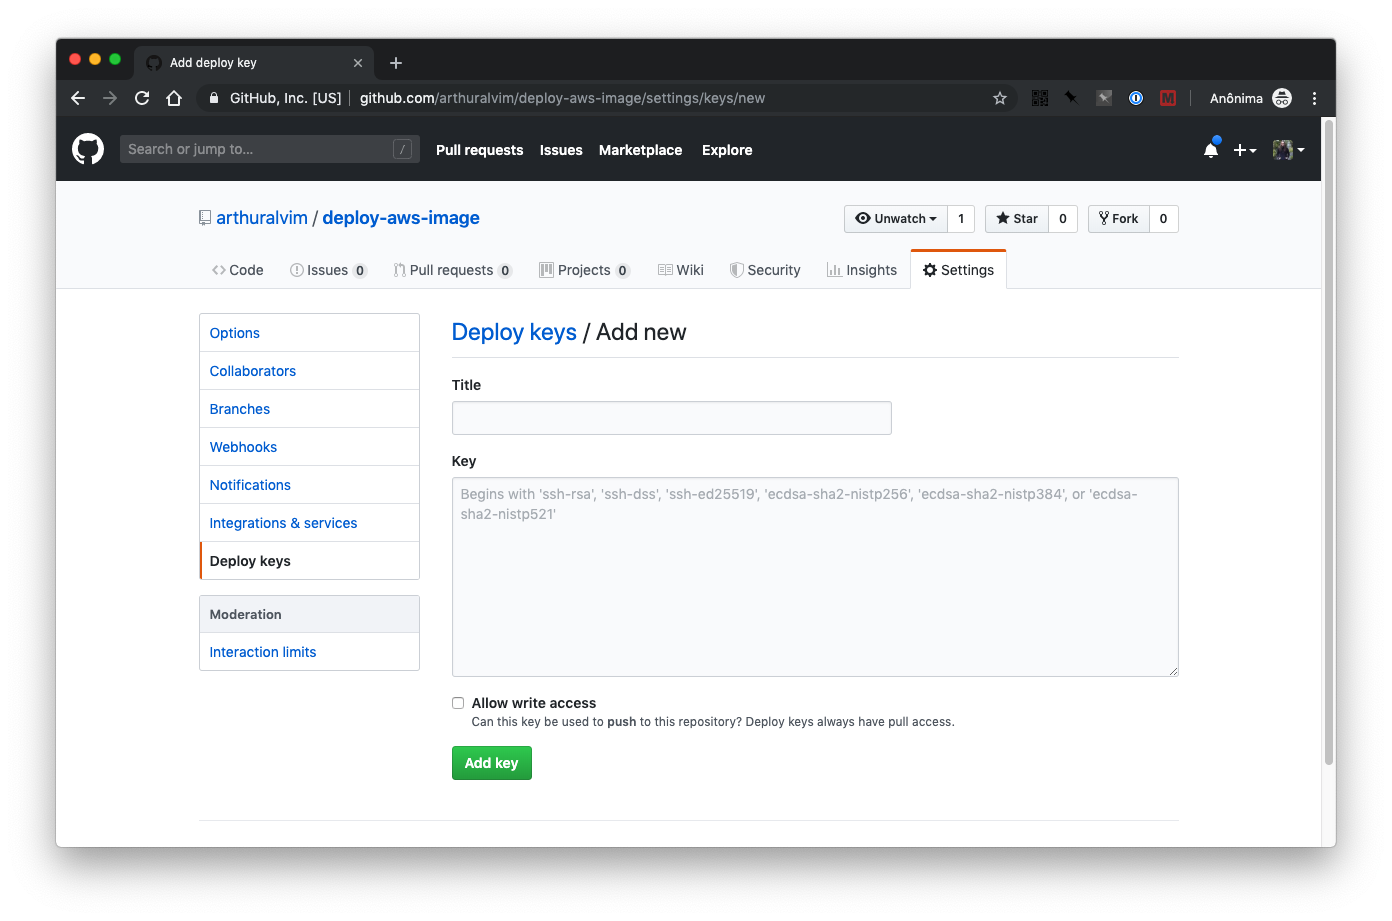 Add deploy key
GitHub, Inc. [US] github.com/arthuralvim/deploy-aws-image/settings/keys/new
M
Anônima
Search or jump to...
/
Pull requests Issues Marketplace Explore
arthuralvim / deploy-aws-image
Unwatch 1 Star 0 Fork 0
Code Issues 0 Pull requests 0 Projects 0 Wiki Security Insights Settings
Options
Collaborators
Branches
Webhooks
Notifications
Integrations & services
Deploy keys
Moderation
Interaction limits
Deploy keys / Add new
Title
Key
Begins with 'ssh-rsa', 'ssh-dss', 'ssh-ed25519', 'ecdsa-sha2-nistp256', 'ecdsa-sha2-nistp384', or 'ecdsa-
sha2-nistp521'
Allow write access
Can this key be used to push to this repository? Deploy keys always have pull access.
Add key